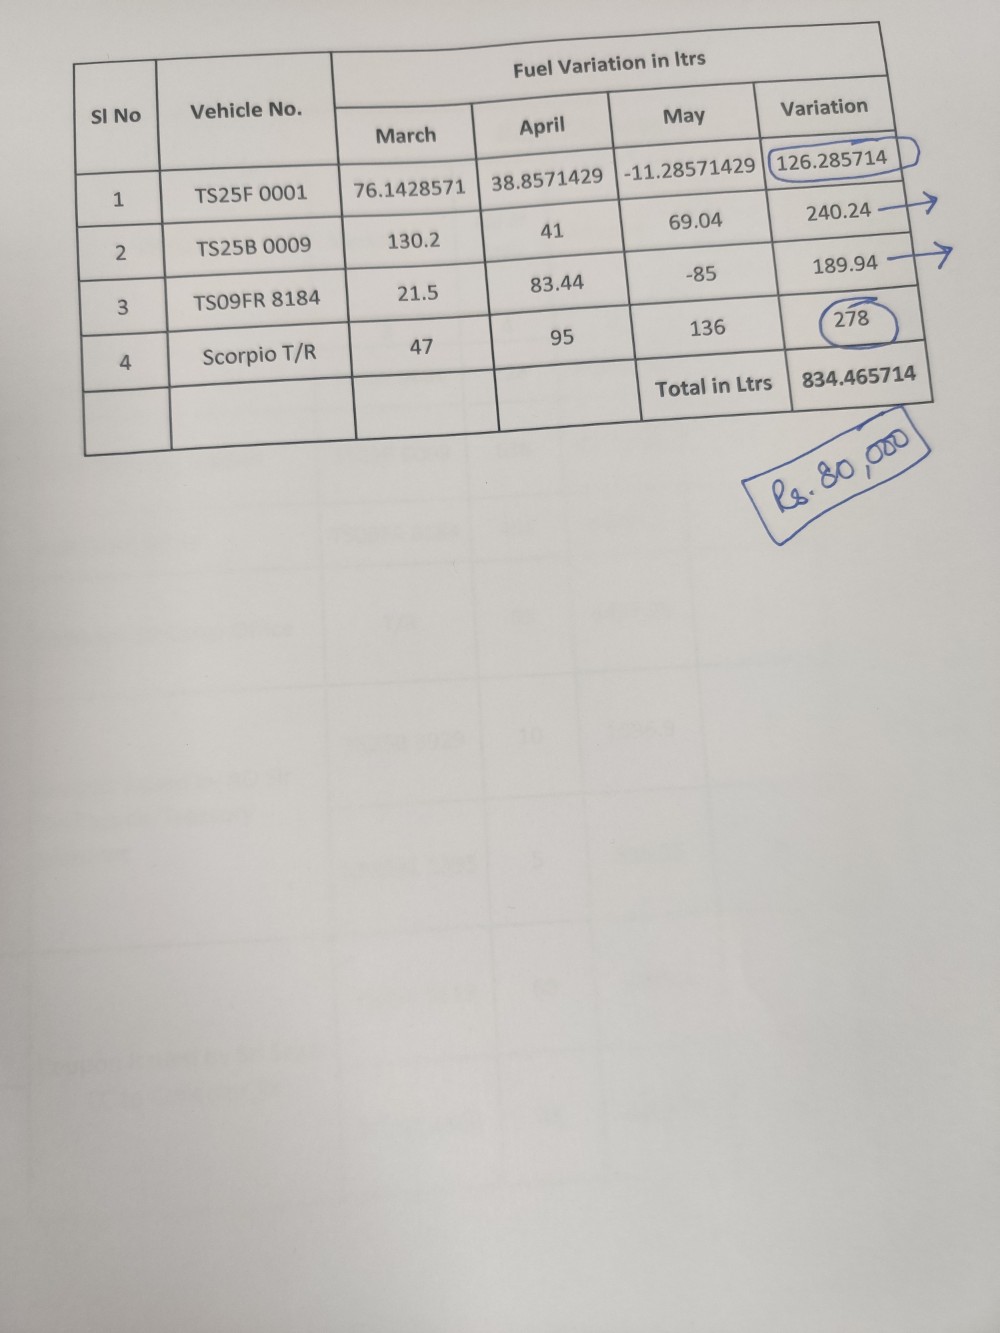 Sl No Vehicle No. Fuel Variation in ltrs
March April May Variation
1 TS25F 0001 76.1428571 38.8571429 -11.28571429 126.285714
2 TS25B 0009 130.2 41 69.04 240.24
3 TS09FR 8184 21.5 83.44 -85 189.94
4 Scorpio T/R 47 95 136 278
Total in Ltrs 834.465714
Rs. 80,000